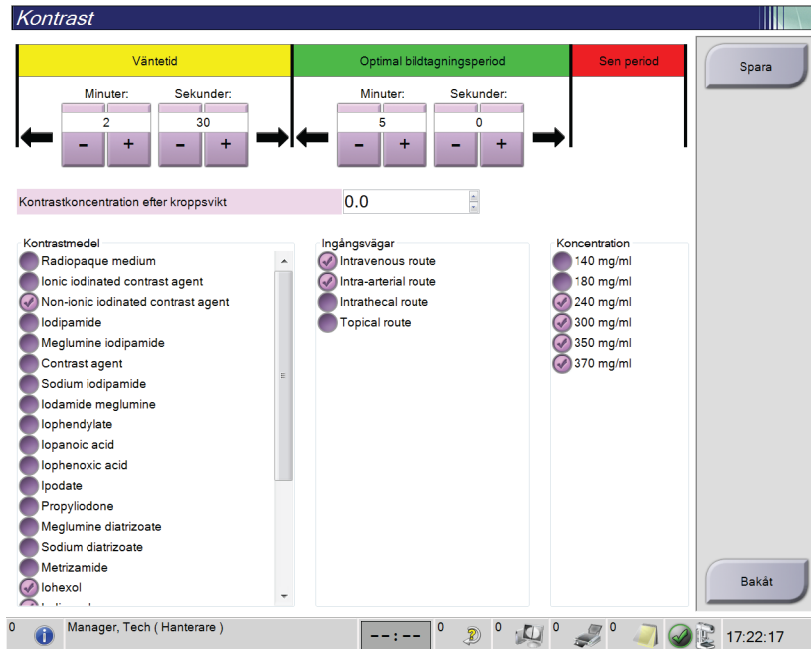 Kontrast
Väntetid Optimal bildtagningsperiod Sen period
Spara
Minuter: Sekunder: Minuter: Sekunder:
2 30 5 0
- + - + - + - +
Kontrastkoncentration efter kroppsvikt 0.0
Kontrastmedel Ingångsvägar Koncentration
Radiopaque medium Intravenous route 140 mg/ml
Ionic iodinated contrast agent Intra-arterial route 180 mg/ml
Non-ionic iodinated contrast agent Intrathecal route 240 mg/ml
Iodipamide Topical route 300 mg/ml
Meglumine iodipamide 350 mg/ml
Contrast agent 370 mg/ml
Sodium iodipamide
Iodamide meglumine
Iophendylate
Iopanoic acid
Iophenoxic acid
Ipodate
Propyliodone
Meglumine diatrizoate
Sodium diatrizoate
Metrizamide
Iohexol
Bakåt
0 Manager, Tech ( Hanterare ) --:-- 0 0 0 0 17:22:17